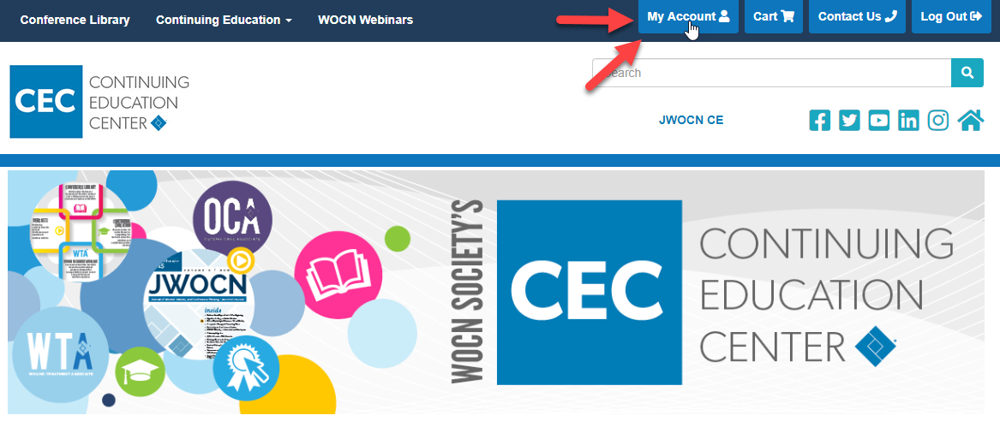 Conference Library Continuing Education WOCN Webinars My Account Cart Contact Us Log Out
CEC CONTINUING
EDUCATION
CENTER
Search
JWOCN CE
OCA
WTA
JWOCN
inside
WTA
WOCN SOCIETY'S
CEC
CONTINUING
EDUCATION
CENTER